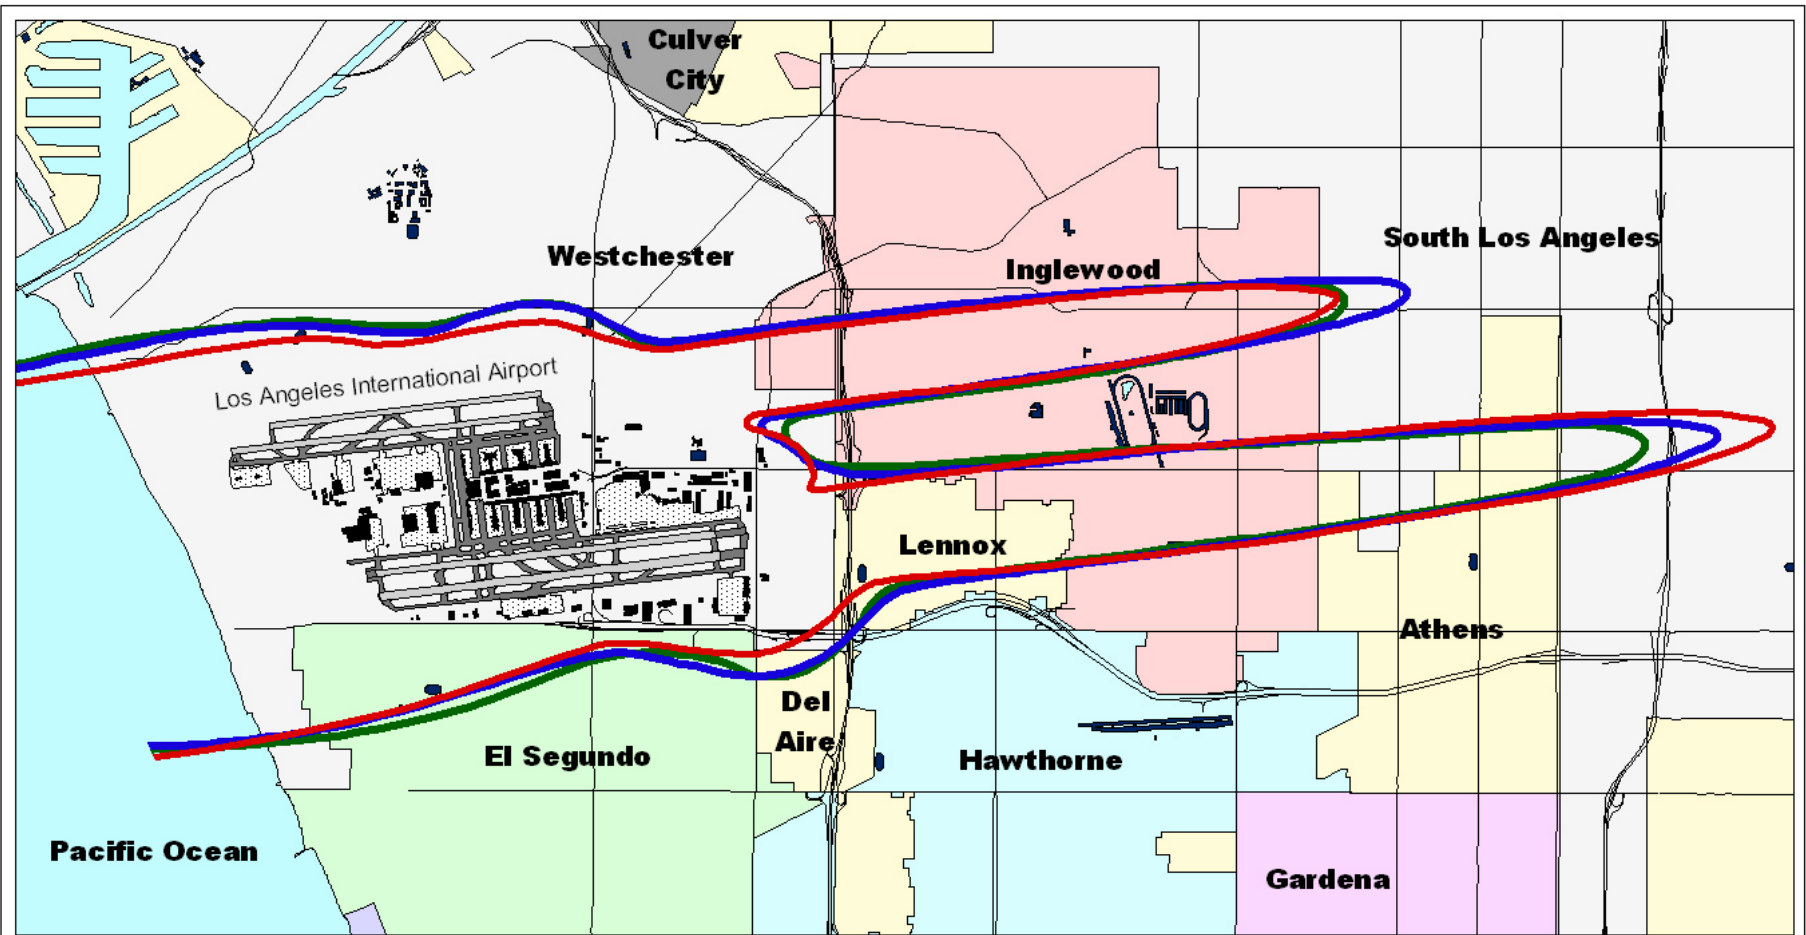 Culver
City
Westchester
South Los Angeles
Inglewood
Los Angeles International Airport
Lennox
Athens
Del
Aire
El Segundo
Hawthorne
Pacific Ocean
Gardena